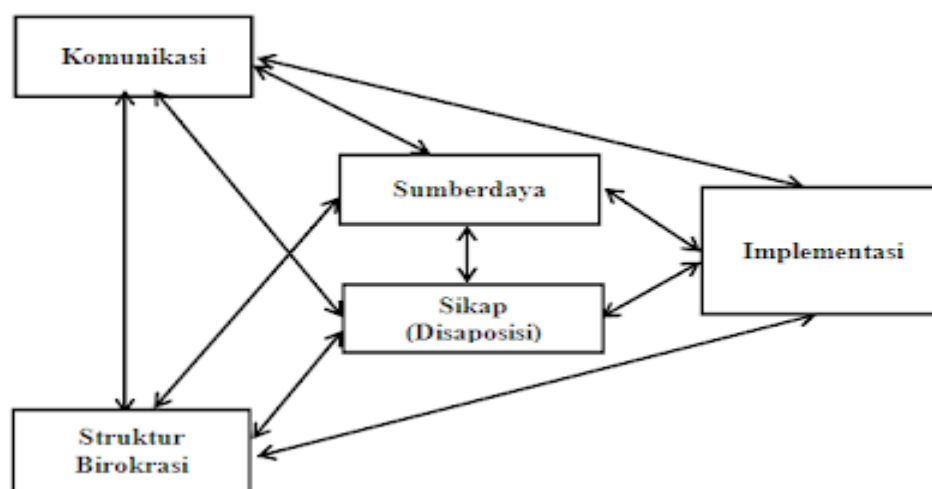 Komunikasi
Sumberdaya
Implementasi
Sikap
(Disaposisi)
Struktur
Birokrasi